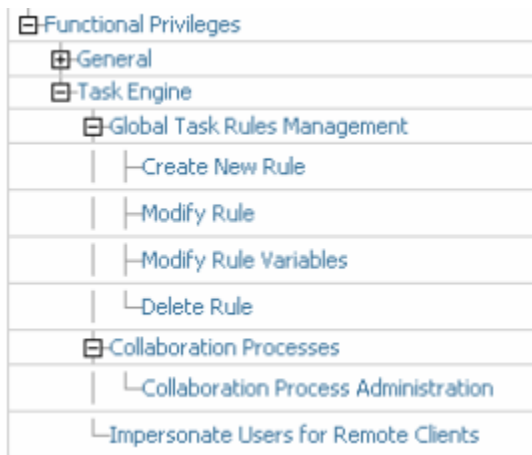 Functional Privileges
General
Task Engine
Global Task Rules Management
Create New Rule
Modify Rule
Modify Rule Variables
Delete Rule
Collaboration Processes
Collaboration Process Administration
Impersonate Users for Remote Clients